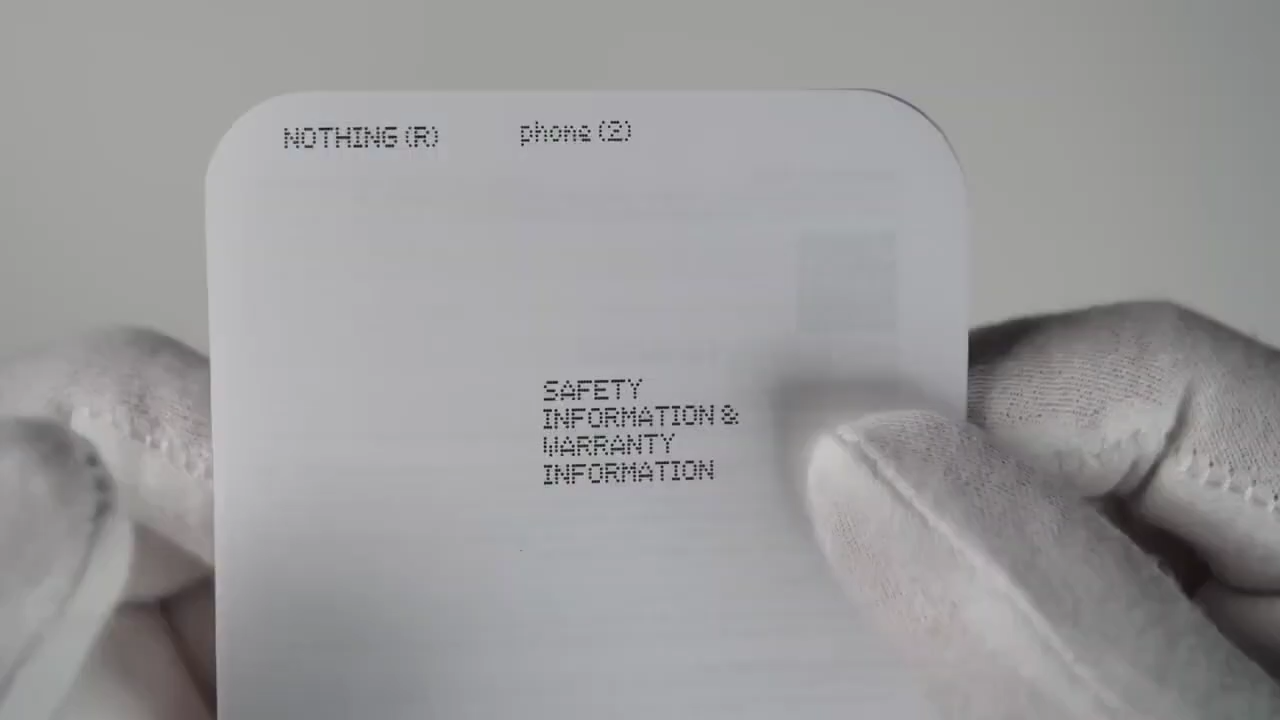 NOTHING (R)
phone (2)
SAFETY
INFORMATION &
WARRANTY
INFORMATION